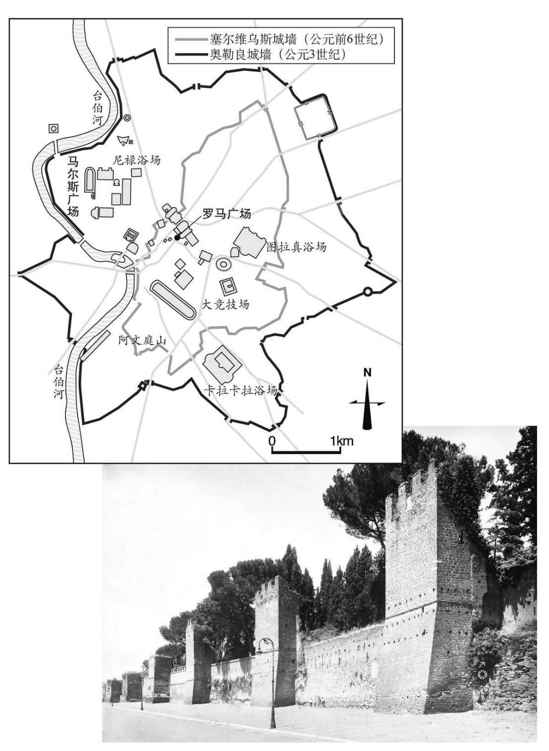 塞尔维乌斯城墙（公元前6世纪）
奥勒良城墙（公元3世纪）
台伯河
尼禄浴场
马尔斯广场
罗马广场
图拉真浴场
大竞技场
阿文庭山
台伯河
卡拉卡拉浴场
N
0 1km